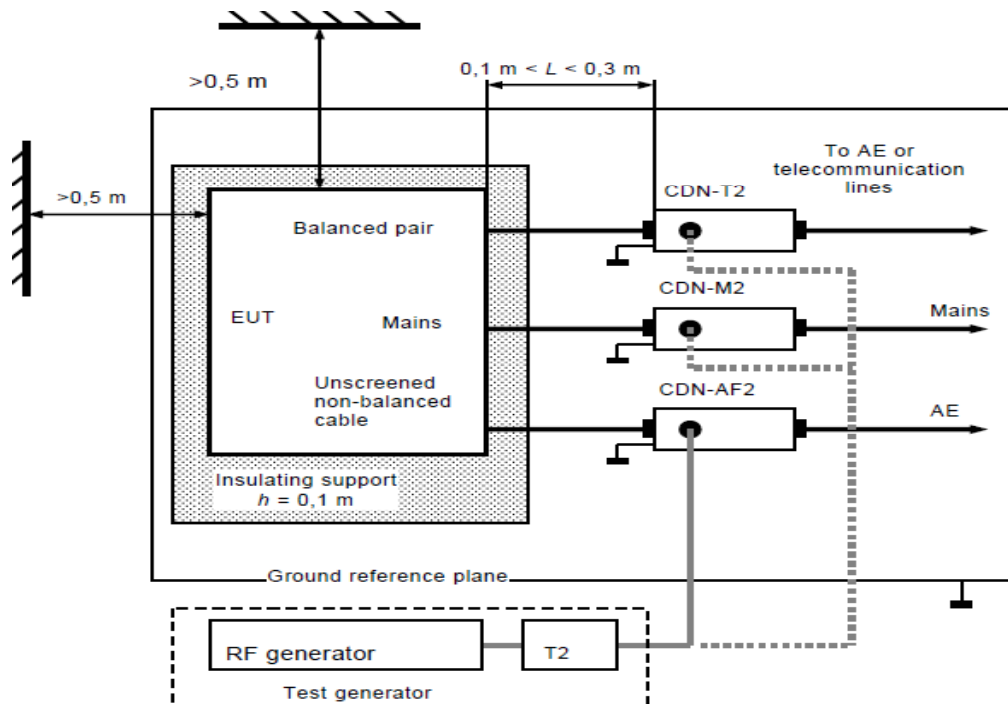 >0,5 m
0,1 m < L < 0,3 m
>0,5 m
To AE or
telecommunication
lines
CDN-T2
Balanced pair
CDN-M2
EUT
Mains
Mains
Unscreened
non-balanced
cable
CDN-AF2
AE
Insulating support
h = 0,1 m
Ground reference plane
RF generator
T2
Test generator